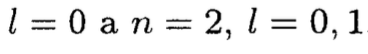 l = 0 a n = 2, l = 0, 1